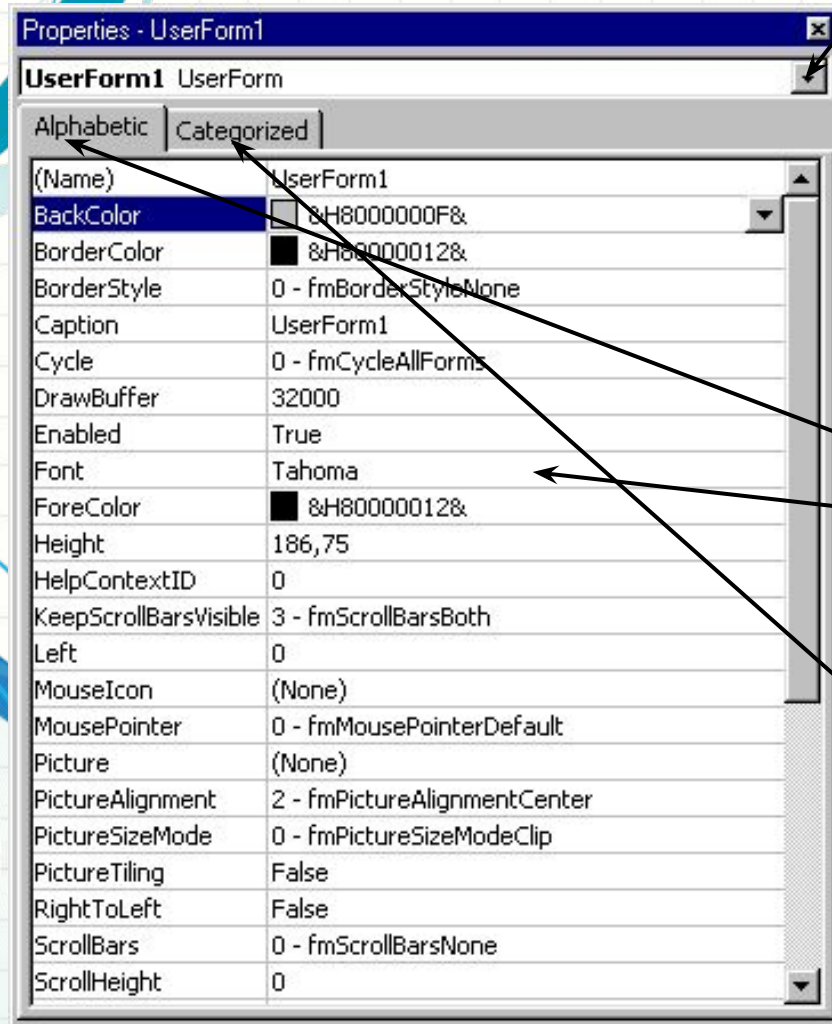 Properties - UserForm1
UserForm1 UserForm
Alphabetic Categorized
(Name) UserForm1
BackColor &H8000000F&
BorderColor &H80000012&
BorderStyle 0 - fmBorderStyleNone
Caption UserForm1
Cycle 0 - fmCycleAllForms
DrawBuffer 32000
Enabled True
Font Tahoma
ForeColor &H80000012&
Height 186,75
HelpContextID 0
KeepScrollBarsVisible 3 - fmScrollBarsBoth
Left 0
MouseIcon (None)
MousePointer 0 - fmMousePointerDefault
Picture (None)
PictureAlignment 2 - fmPictureAlignmentCenter
PictureSizeMode 0 - fmPictureSizeModeClip
PictureTiling False
RightToLeft False
ScrollBars 0 - fmScrollBarsNone
ScrollHeight 0